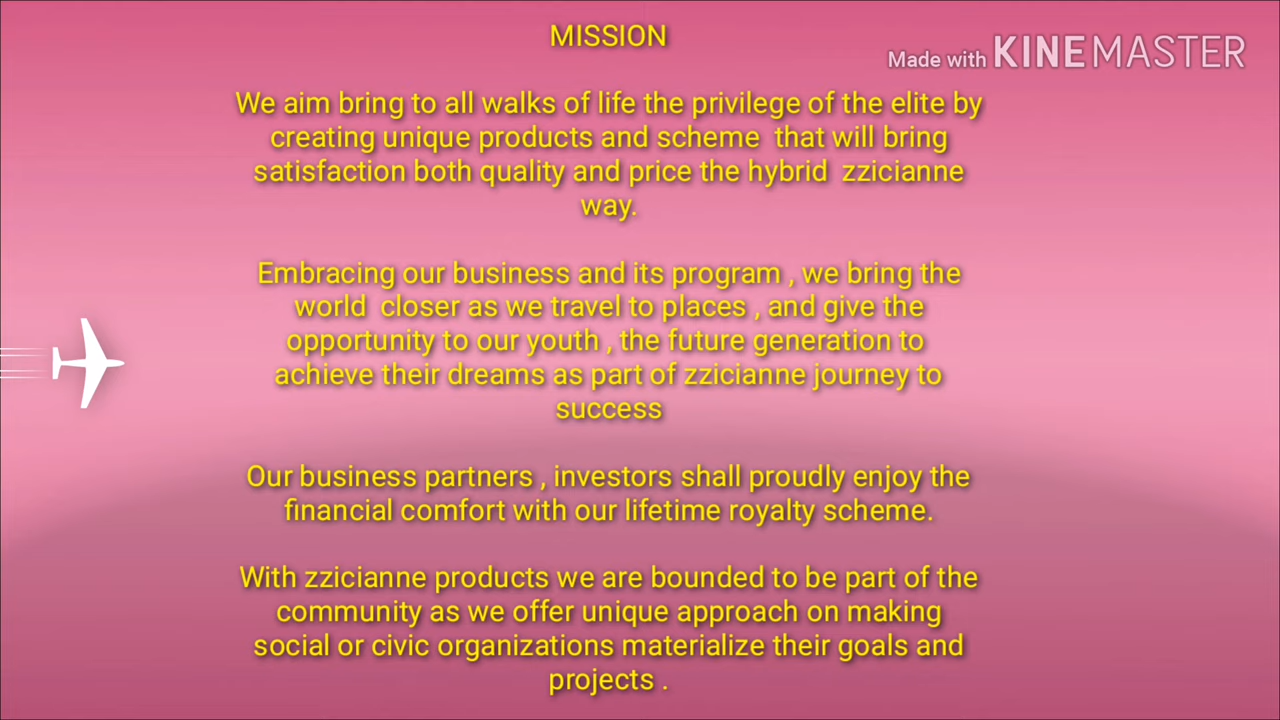 MISSION
Made with KINEMASTER
We aim bring to all walks of life the privilege of the elite by
creating unique products and scheme  that will bring
satisfaction both quality and price the hybrid  zzicianne
way.
Embracing our business and its program , we bring the
world  closer as we travel to places , and give the
opportunity to our youth , the future generation to
achieve their dreams as part of zzicianne journey to
success
Our business partners , investors shall proudly enjoy the
financial comfort with our lifetime royalty scheme.
With zzicianne products we are bounded to be part of the
community as we offer unique approach on making
social or civic organizations materialize their goals and
projects .